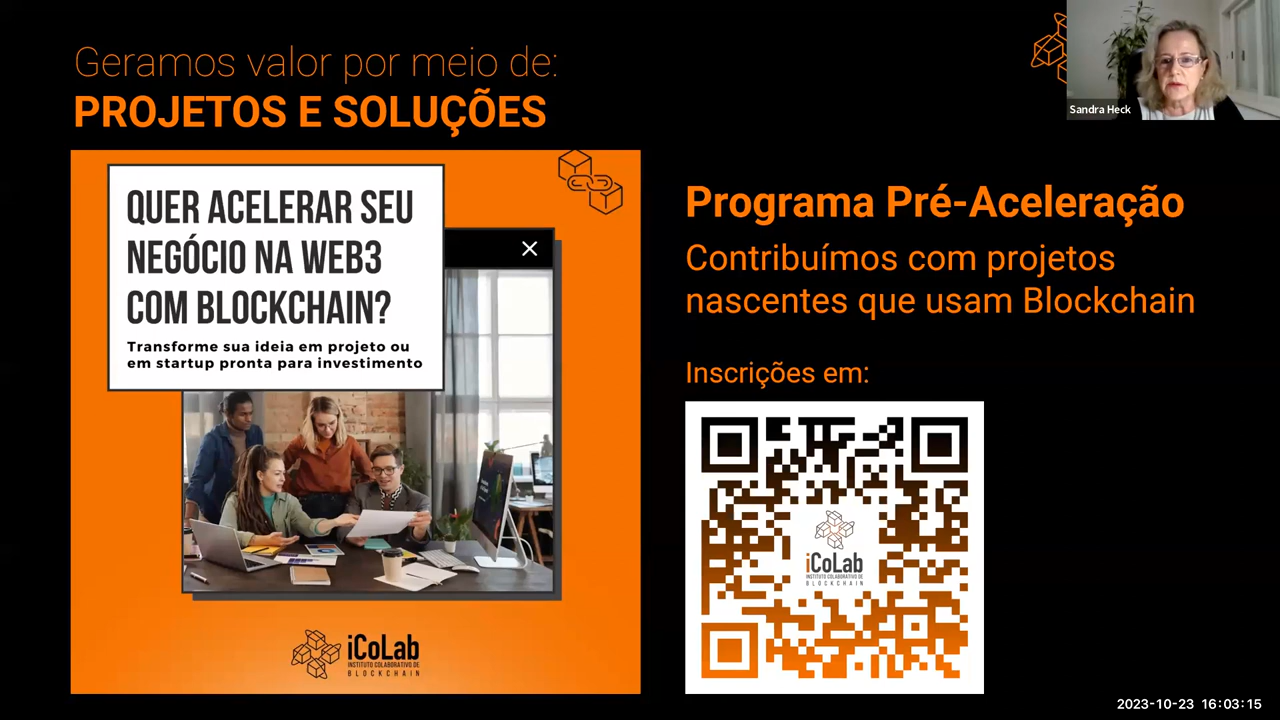 Geramos valor por meio de:
PROJETOS E SOLUÇÕES
Sandra Heck
QUER ACELERAR SEU
NEGÓCIO NA WEB3
COM BLOCKCHAIN?
Transforme sua ideia em projeto ou
em startup pronta para investimento
iCoLab
INSTITUTO COLABORATIVO DE
BLOCKCHAIN
Programa Pré-Aceleração
Contribuímos com projetos
nascentes que usam Blockchain
Inscrições em:
iCoLab
INSTITUTO COLABORATIVO DE
BLOCKCHAIN
2023-10-23 16:03:15